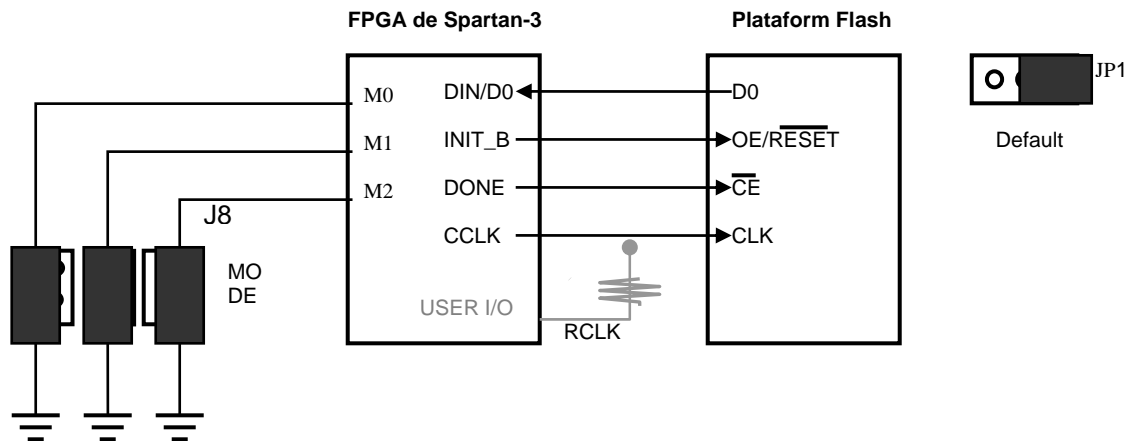 FPGA de Spartan-3
Plataform Flash
M0
DIN/D0
D0
JP1
M1
INIT_B
OE/RESET
Default
M2
DONE
CE
J8
CCLK
CLK
MO
DE
USER I/O
RCLK